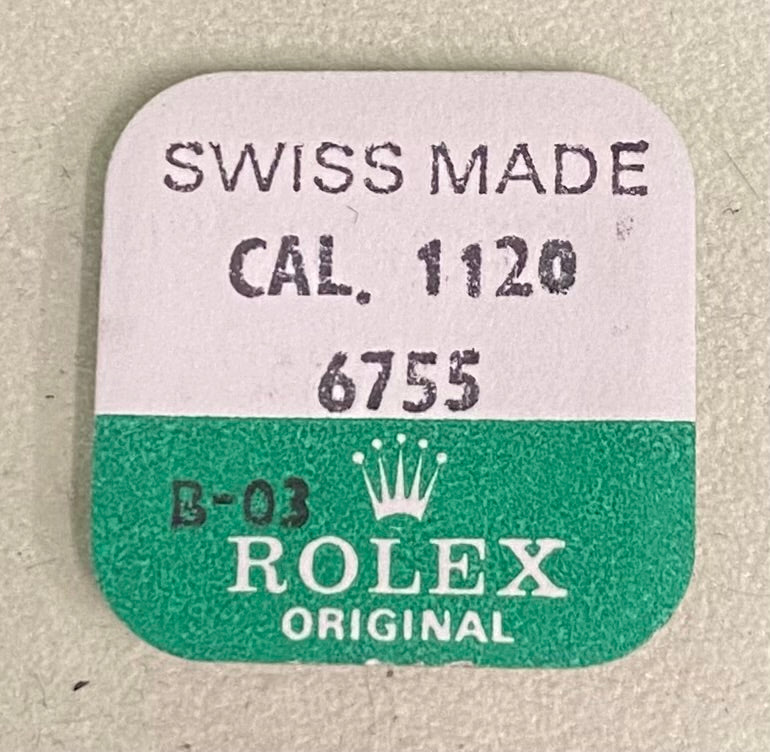 SWISS MADE
CAL. 1120
6755
B-03
ROLEX
ORIGINAL